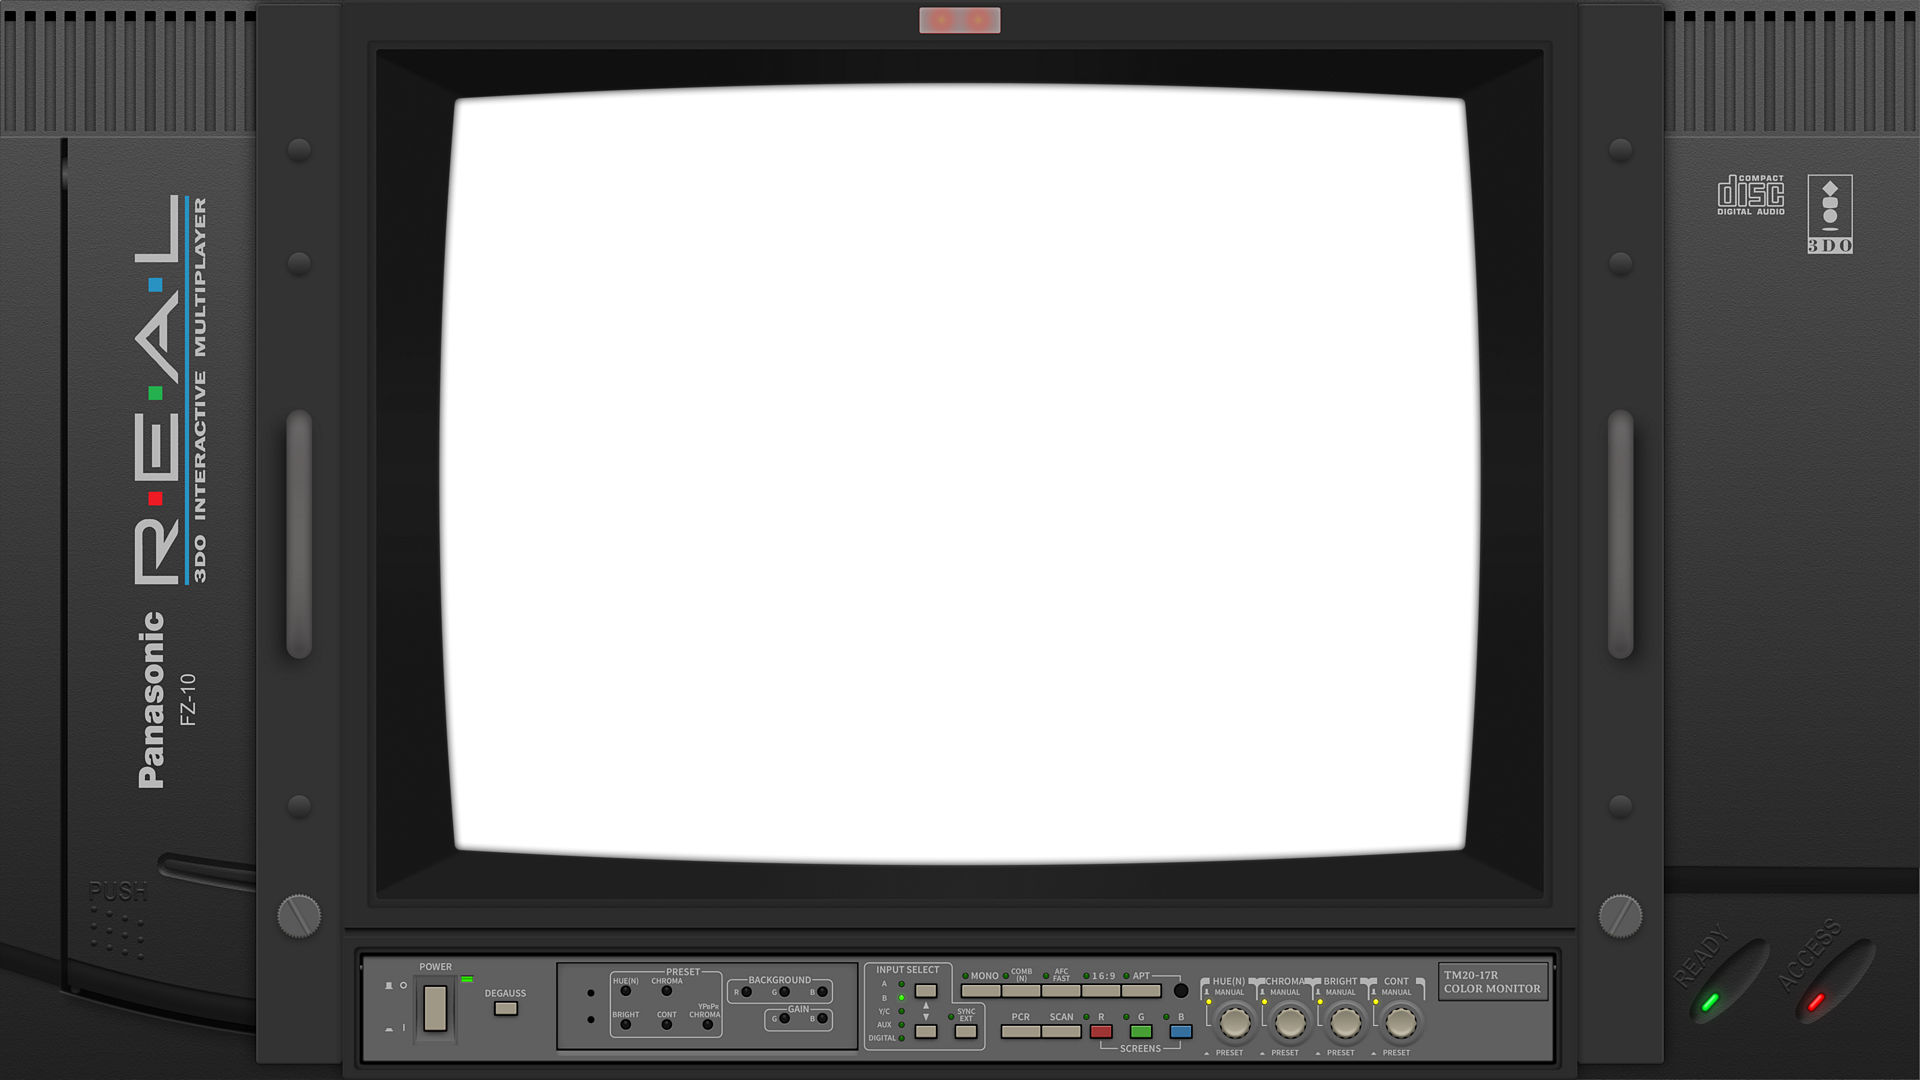 R·E·A·L
3DO INTERACTIVE MULTIPLAYER
Panasonic
FZ-10
PUSH
COMPACT
disc
DIGITAL AUDIO
3DO
READY
ACCESS
POWER
DEGAUSS
PRESET
HUE(N)
CHROMA
BRIGHT
CONT
YPBPR
CHROMA
BACKGROUND
R G B
GAIN
G B
INPUT SELECT
A
B
Y/C
AUX
DIGITAL
SYNC
EXT
MONO
COMB
(N)
AFC
FAST
16:9
APT
PCR
SCAN
R
G
B
SCREENS
HUE(N)
MANUAL
PRESET
CHROMA
MANUAL
PRESET
BRIGHT
MANUAL
PRESET
CONT
MANUAL
PRESET
TM20-17R
COLOR MONITOR